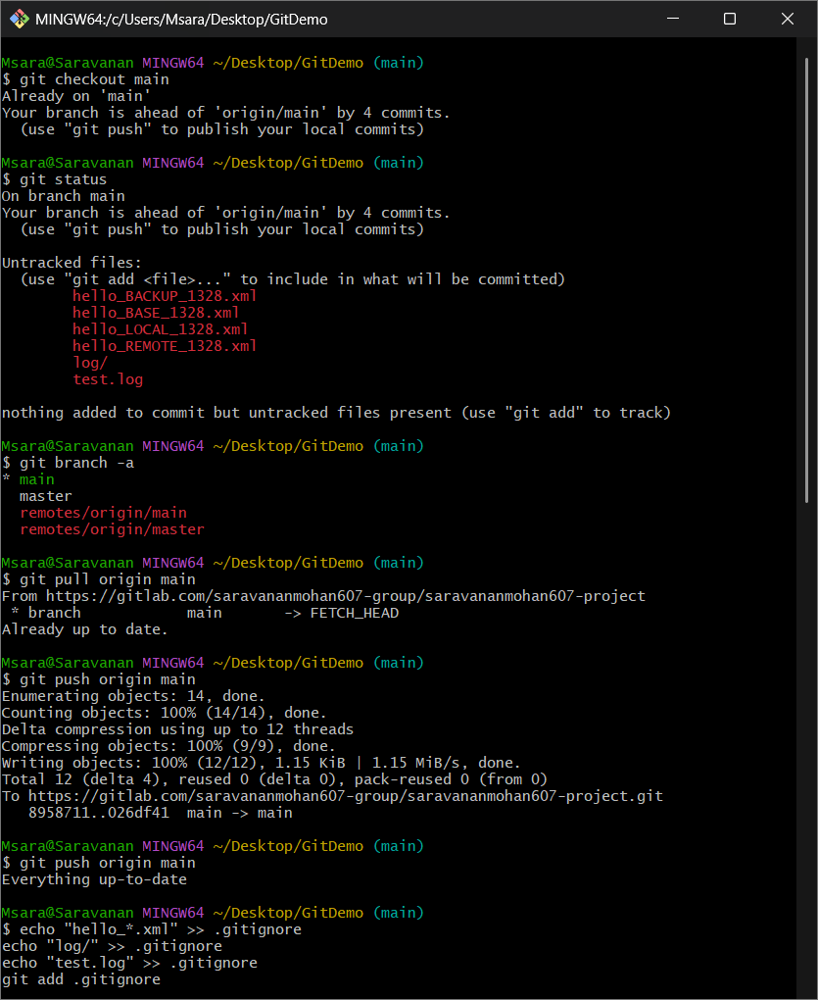 MINGW64:/c/Users/Msara/Desktop/GitDemo
Msara@Saravanan MINGW64 ~/Desktop/GitDemo (main)
$ git checkout main
Already on 'main'
Your branch is ahead of 'origin/main' by 4 commits.
  (use "git push" to publish your local commits)
Msara@Saravanan MINGW64 ~/Desktop/GitDemo (main)
$ git status
On branch main
Your branch is ahead of 'origin/main' by 4 commits.
  (use "git push" to publish your local commits)
Untracked files:
  (use "git add <file>..." to include in what will be committed)
        hello_BACKUP_1328.xml
        hello_BASE_1328.xml
        hello_LOCAL_1328.xml
        hello_REMOTE_1328.xml
        log/
        test.log
nothing added to commit but untracked files present (use "git add" to track)
Msara@Saravanan MINGW64 ~/Desktop/GitDemo (main)
$ git branch -a
* main
  master
  remotes/origin/main
  remotes/origin/master
Msara@Saravanan MINGW64 ~/Desktop/GitDemo (main)
$ git pull origin main
From https://gitlab.com/saravananmohan607-group/saravananmohan607-project
 * branch            main       -> FETCH_HEAD
Already up to date.
Msara@Saravanan MINGW64 ~/Desktop/GitDemo (main)
$ git push origin main
Enumerating objects: 14, done.
Counting objects: 100% (14/14), done.
Delta compression using up to 12 threads
Compressing objects: 100% (9/9), done.
Writing objects: 100% (12/12), 1.15 KiB | 1.15 MiB/s, done.
Total 12 (delta 4), reused 0 (delta 0), pack-reused 0 (from 0)
To https://gitlab.com/saravananmohan607-group/saravananmohan607-project.git
   8958711..026df41  main -> main
Msara@Saravanan MINGW64 ~/Desktop/GitDemo (main)
$ git push origin main
Everything up-to-date
Msara@Saravanan MINGW64 ~/Desktop/GitDemo (main)
$ echo "hello_*.xml" >> .gitignore
echo "log/" >> .gitignore
echo "test.log" >> .gitignore
git add .gitignore